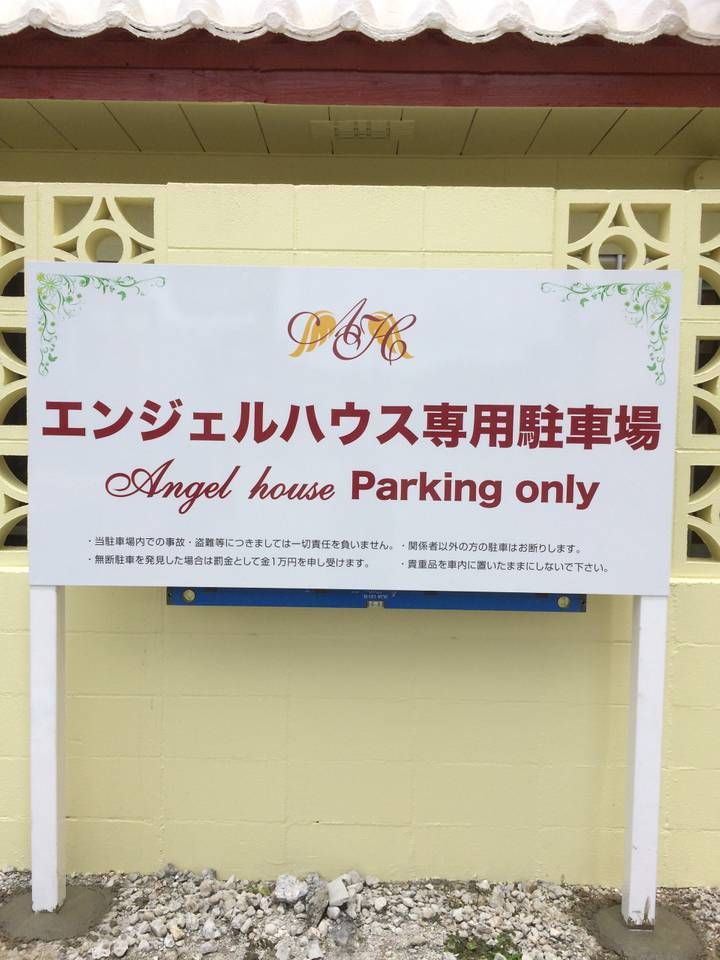 AH
エンジェルハウス専用駐車場
Angel house Parking only
・当駐車場内での事故・盗難等につきましては一切責任を負いません。・関係者以外の方の駐車はお断りします。
・無断駐車を発見した場合は罰金として金1万円を申し受けます。 ・貴重品を車内に置いたままにしないで下さい。